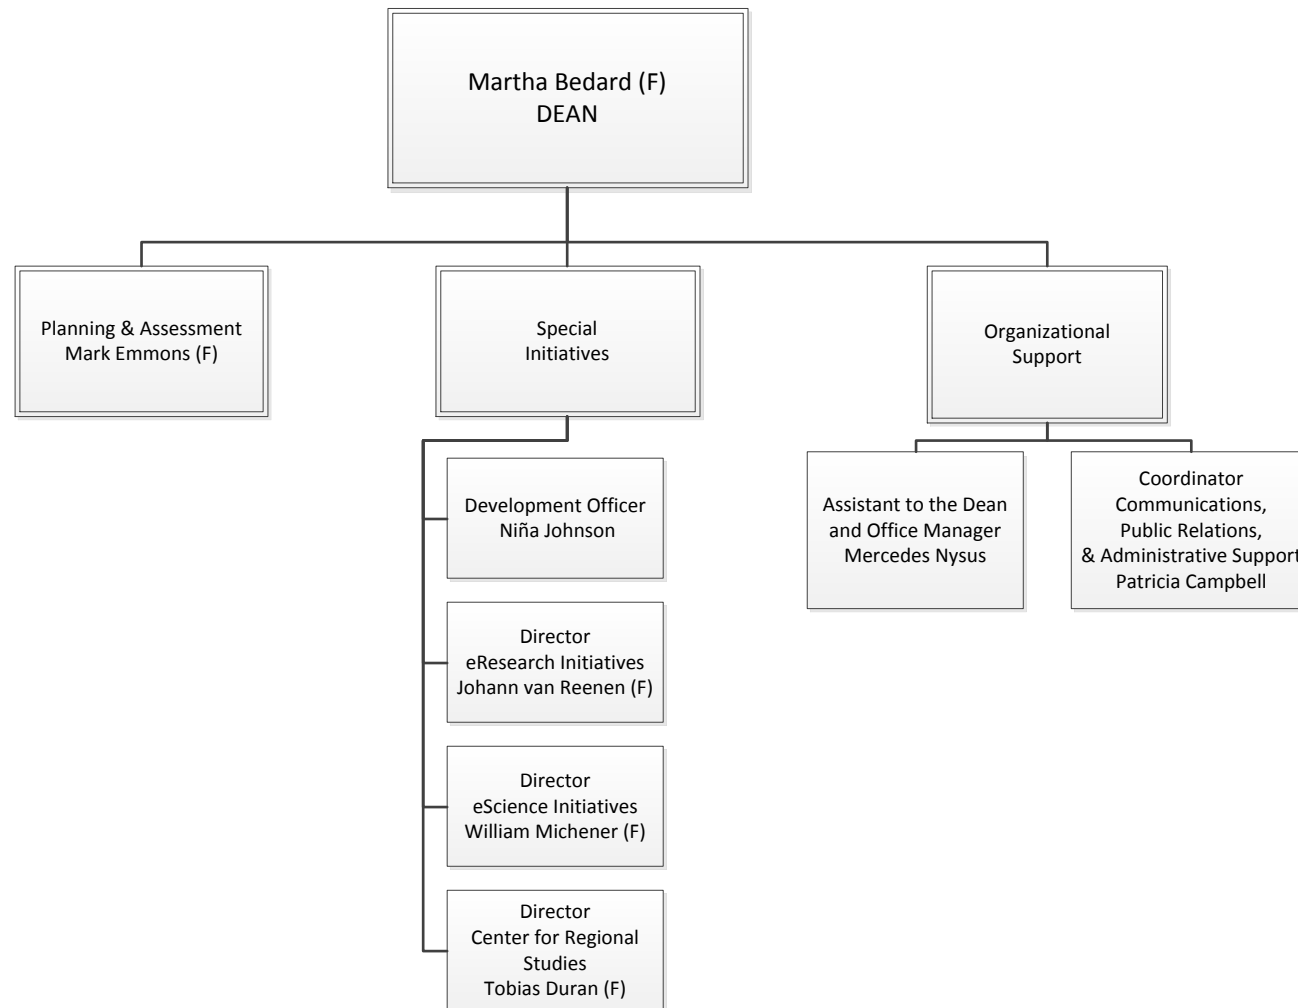 Martha Bedard (F)
DEAN
Planning & Assessment
Mark Emmons (F)
Special
Initiatives
Organizational
Support
Development Officer
Niña Johnson
Director
eResearch Initiatives
Johann van Reenen (F)
Director
eScience Initiatives
William Michener (F)
Director
Center for Regional
Studies
Tobias Duran (F)
Assistant to the Dean
and Office Manager
Mercedes Nysus
Coordinator
Communications,
Public Relations,
& Administrative Support
Patricia Campbell